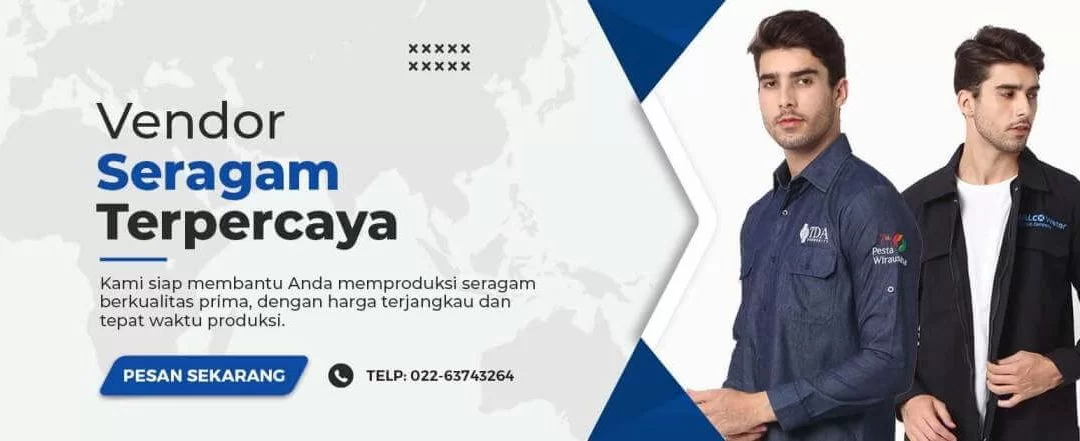 Vendor
Seragam
Terpercaya
Kami siap membantu Anda memproduksi seragam
berkualitas prima, dengan harga terjangkau dan
tepat waktu produksi.
PESAN SEKARANG
TELP: 022-63743264
TDA
Pesta